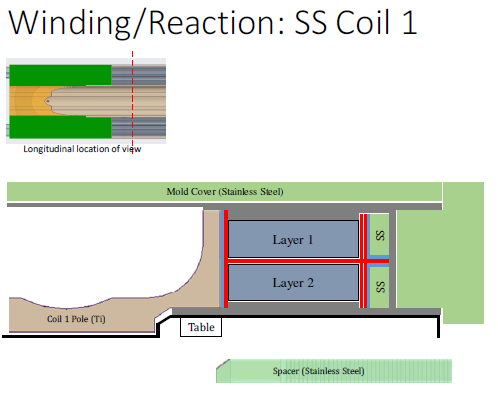 Winding/Reaction: SS Coil 1
Longitudinal location of view
Mold Cover (Stainless Steel)
Layer 1
SS
Layer 2
SS
Coil 1 Pole (Ti)
Table
Spacer (Stainless Steel)